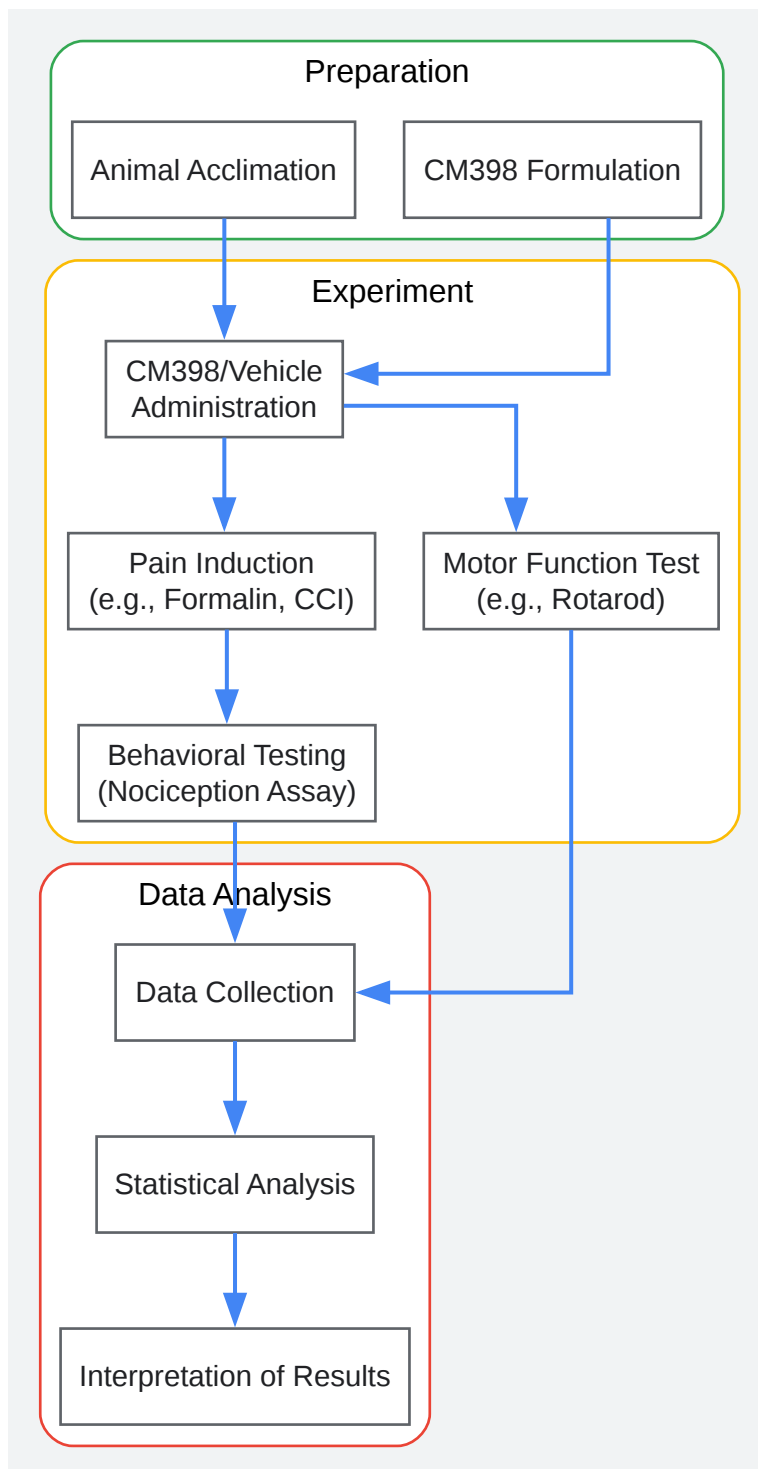 Preparation
Animal Acclimation
CM398 Formulation
Experiment
CM398/Vehicle
Administration
Pain Induction
(e.g., Formalin, CCI)
Motor Function Test
(e.g., Rotarod)
Behavioral Testing
(Nociception Assay)
Data Analysis
Data Collection
Statistical Analysis
Interpretation of Results